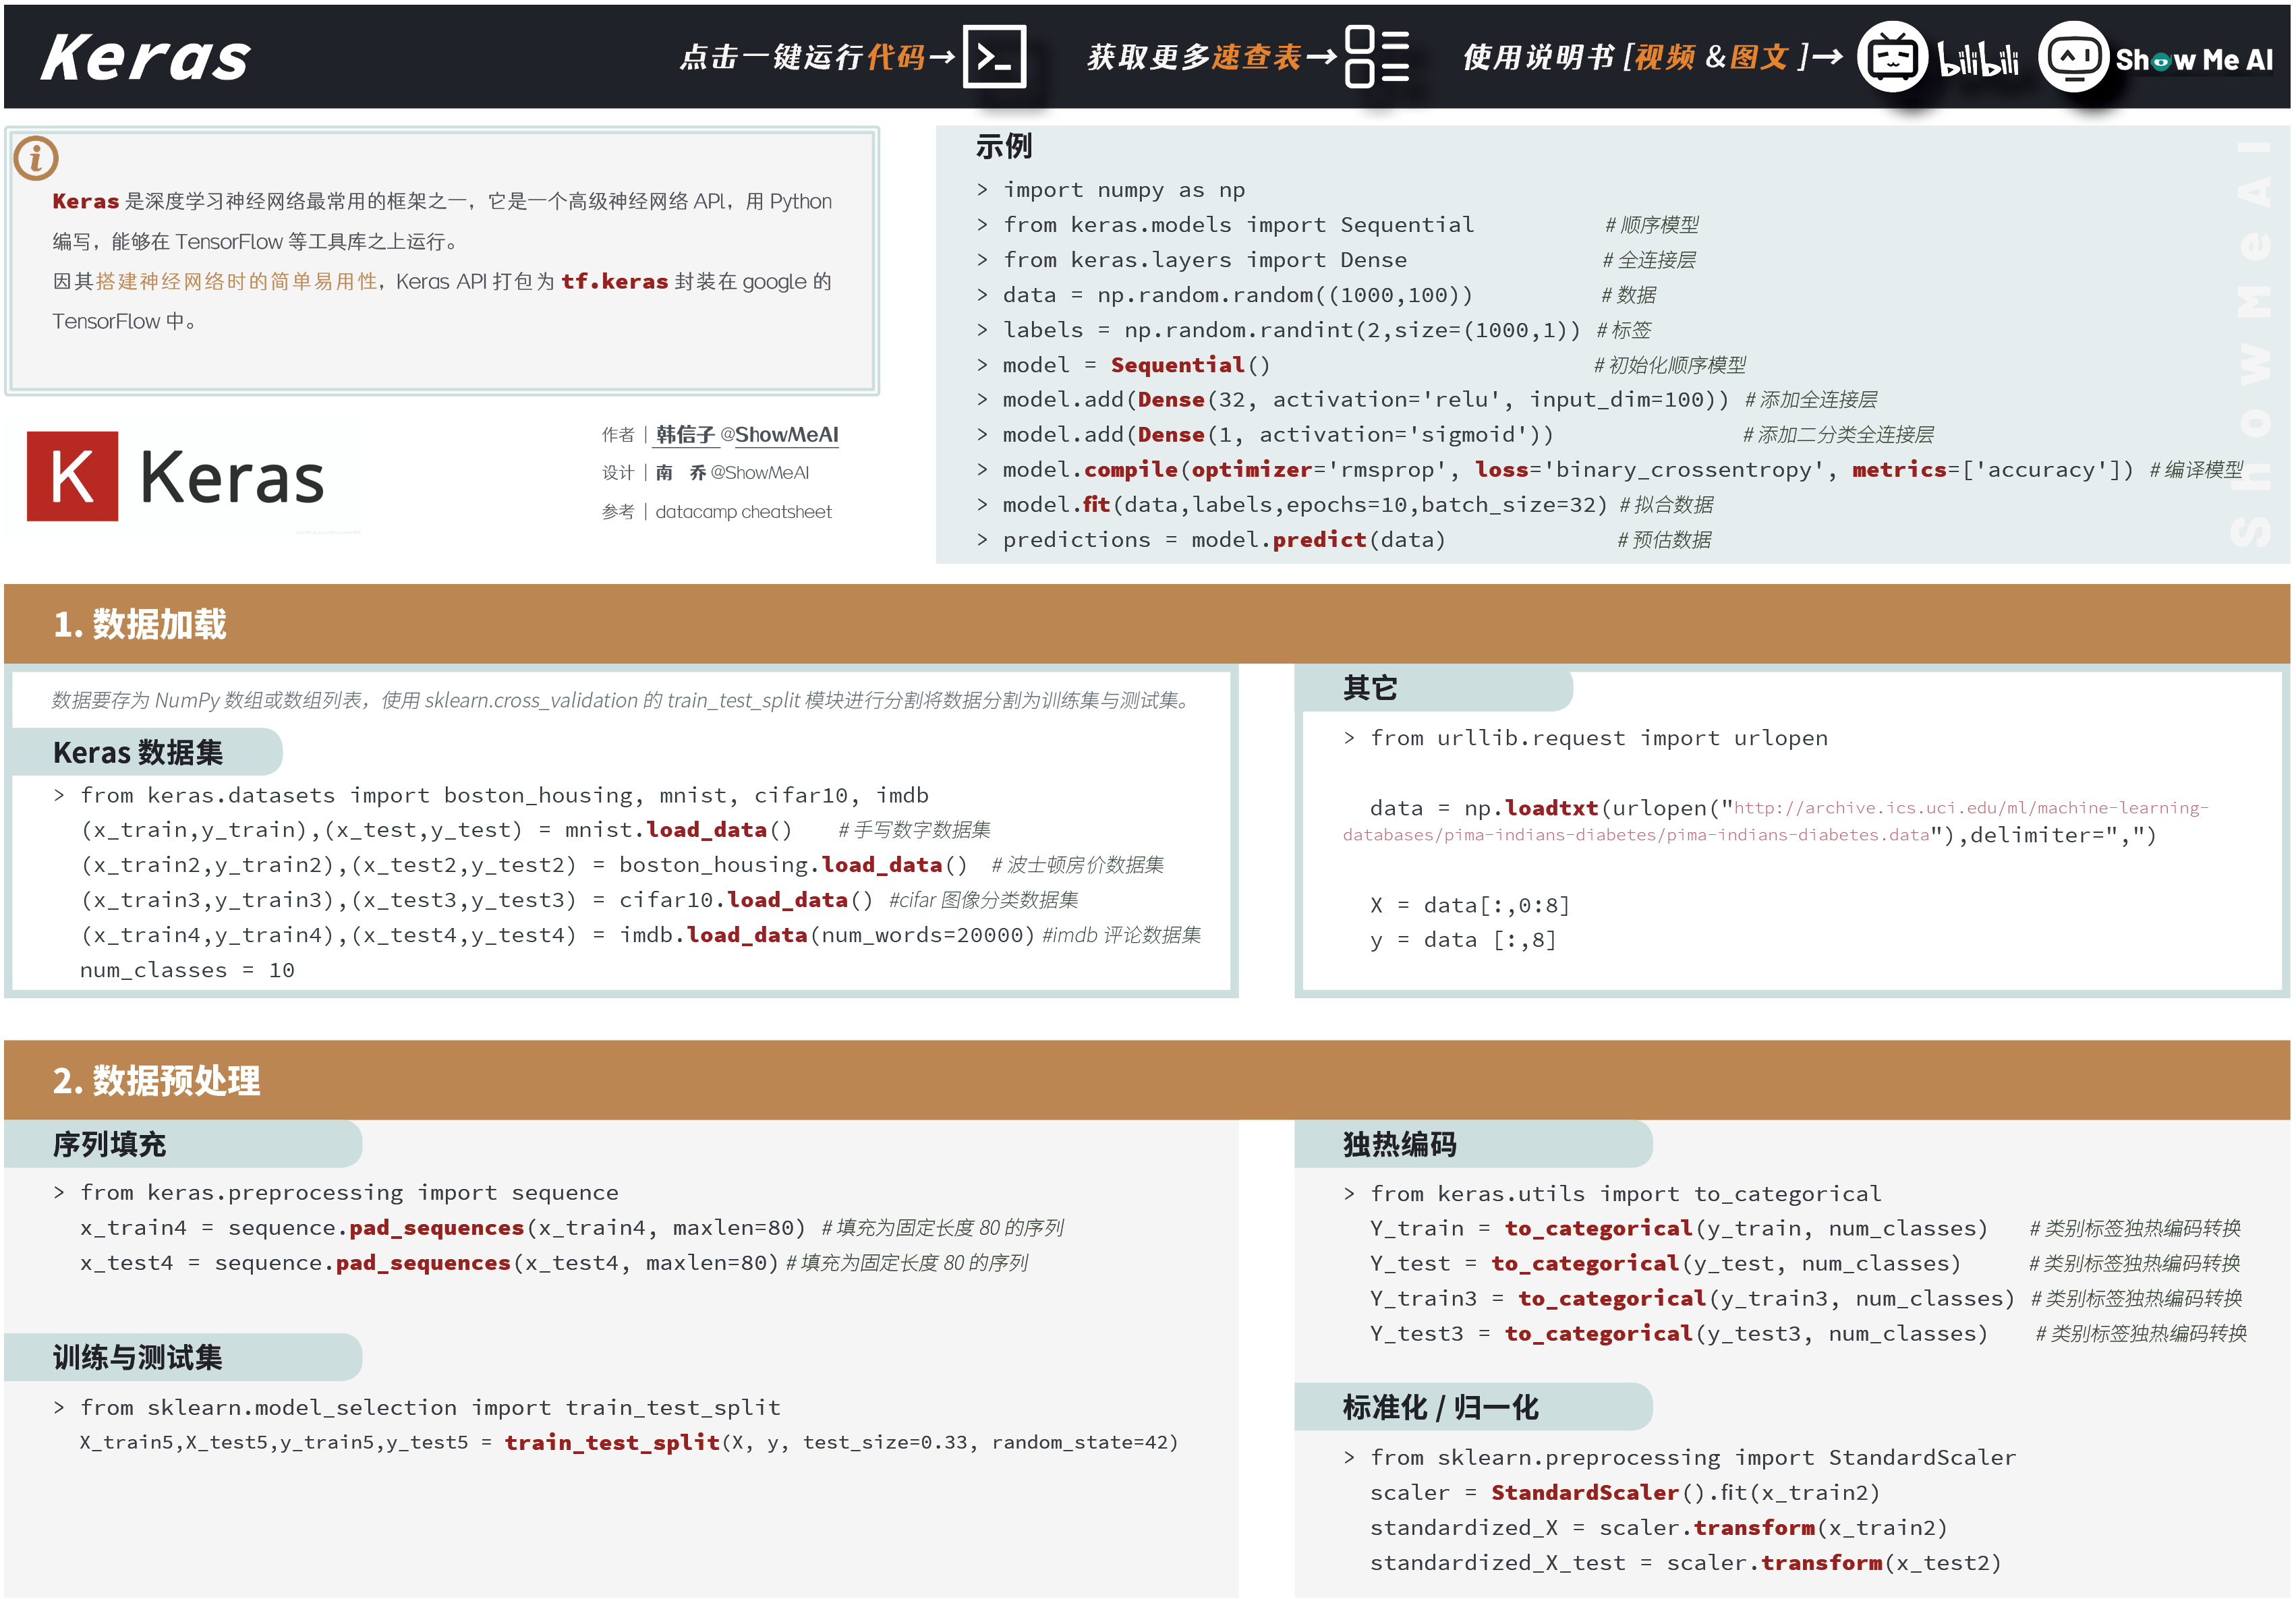 Keras
点击一键运行代码→
获取更多速查表→
使用说明书 [视频 &图文 ]→
bilibili
Show Me AI
Keras 是深度学习神经网络最常用的框架之一，它是一个高级神经网络 API，用 Python
编写，能够在 TensorFlow 等工具库之上运行。
因其搭建神经网络时的简单易用性，Keras API 打包为 tf.keras 封装在 google 的
TensorFlow 中。
K Keras
作者 | 韩信子 @ShowMeAI
设计 | 南 乔 @ShowMeAI
参考 | datacamp cheatsheet
示例
> import numpy as np
> from keras.models import Sequential # 顺序模型
> from keras.layers import Dense # 全连接层
> data = np.random.random((1000,100)) # 数据
> labels = np.random.randint(2,size=(1000,1)) # 标签
> model = Sequential() # 初始化顺序模型
> model.add(Dense(32, activation='relu', input_dim=100)) # 添加全连接层
> model.add(Dense(1, activation='sigmoid')) # 添加二分类全连接层
> model.compile(optimizer='rmsprop', loss='binary_crossentropy', metrics=['accuracy']) # 编译模型
> model.fit(data,labels,epochs=10,batch_size=32) # 拟合数据
> predictions = model.predict(data) # 预估数据
ShowMeAI
1. 数据加载
数据要存为 NumPy 数组或数组列表，使用 sklearn.cross_validation 的 train_test_split 模块进行分割将数据分割为训练集与测试集。
Keras 数据集
> from keras.datasets import boston_housing, mnist, cifar10, imdb
(x_train,y_train),(x_test,y_test) = mnist.load_data() # 手写数字数据集
(x_train2,y_train2),(x_test2,y_test2) = boston_housing.load_data() # 波士顿房价数据集
(x_train3,y_train3),(x_test3,y_test3) = cifar10.load_data() #cifar 图像分类数据集
(x_train4,y_train4),(x_test4,y_test4) = imdb.load_data(num_words=20000) #imdb 评论数据集
num_classes = 10
其它
> from urllib.request import urlopen
data = np.loadtxt(urlopen("http://archive.ics.uci.edu/ml/machine-learning-
databases/pima-indians-diabetes/pima-indians-diabetes.data"),delimiter=",")
X = data[:,0:8]
y = data [:,8]
2. 数据预处理
序列填充
> from keras.preprocessing import sequence
x_train4 = sequence.pad_sequences(x_train4, maxlen=80) # 填充为固定长度 80 的序列
x_test4 = sequence.pad_sequences(x_test4, maxlen=80) # 填充为固定长度 80 的序列
训练与测试集
> from sklearn.model_selection import train_test_split
X_train5,X_test5,y_train5,y_test5 = train_test_split(X, y, test_size=0.33, random_state=42)
独热编码
> from keras.utils import to_categorical
Y_train = to_categorical(y_train, num_classes) # 类别标签独热编码转换
Y_test = to_categorical(y_test, num_classes) # 类别标签独热编码转换
Y_train3 = to_categorical(y_train3, num_classes) # 类别标签独热编码转换
Y_test3 = to_categorical(y_test3, num_classes) # 类别标签独热编码转换
标准化 / 归一化
> from sklearn.preprocessing import StandardScaler
scaler = StandardScaler().fit(x_train2)
standardized_X = scaler.transform(x_train2)
standardized_X_test = scaler.transform(x_test2)